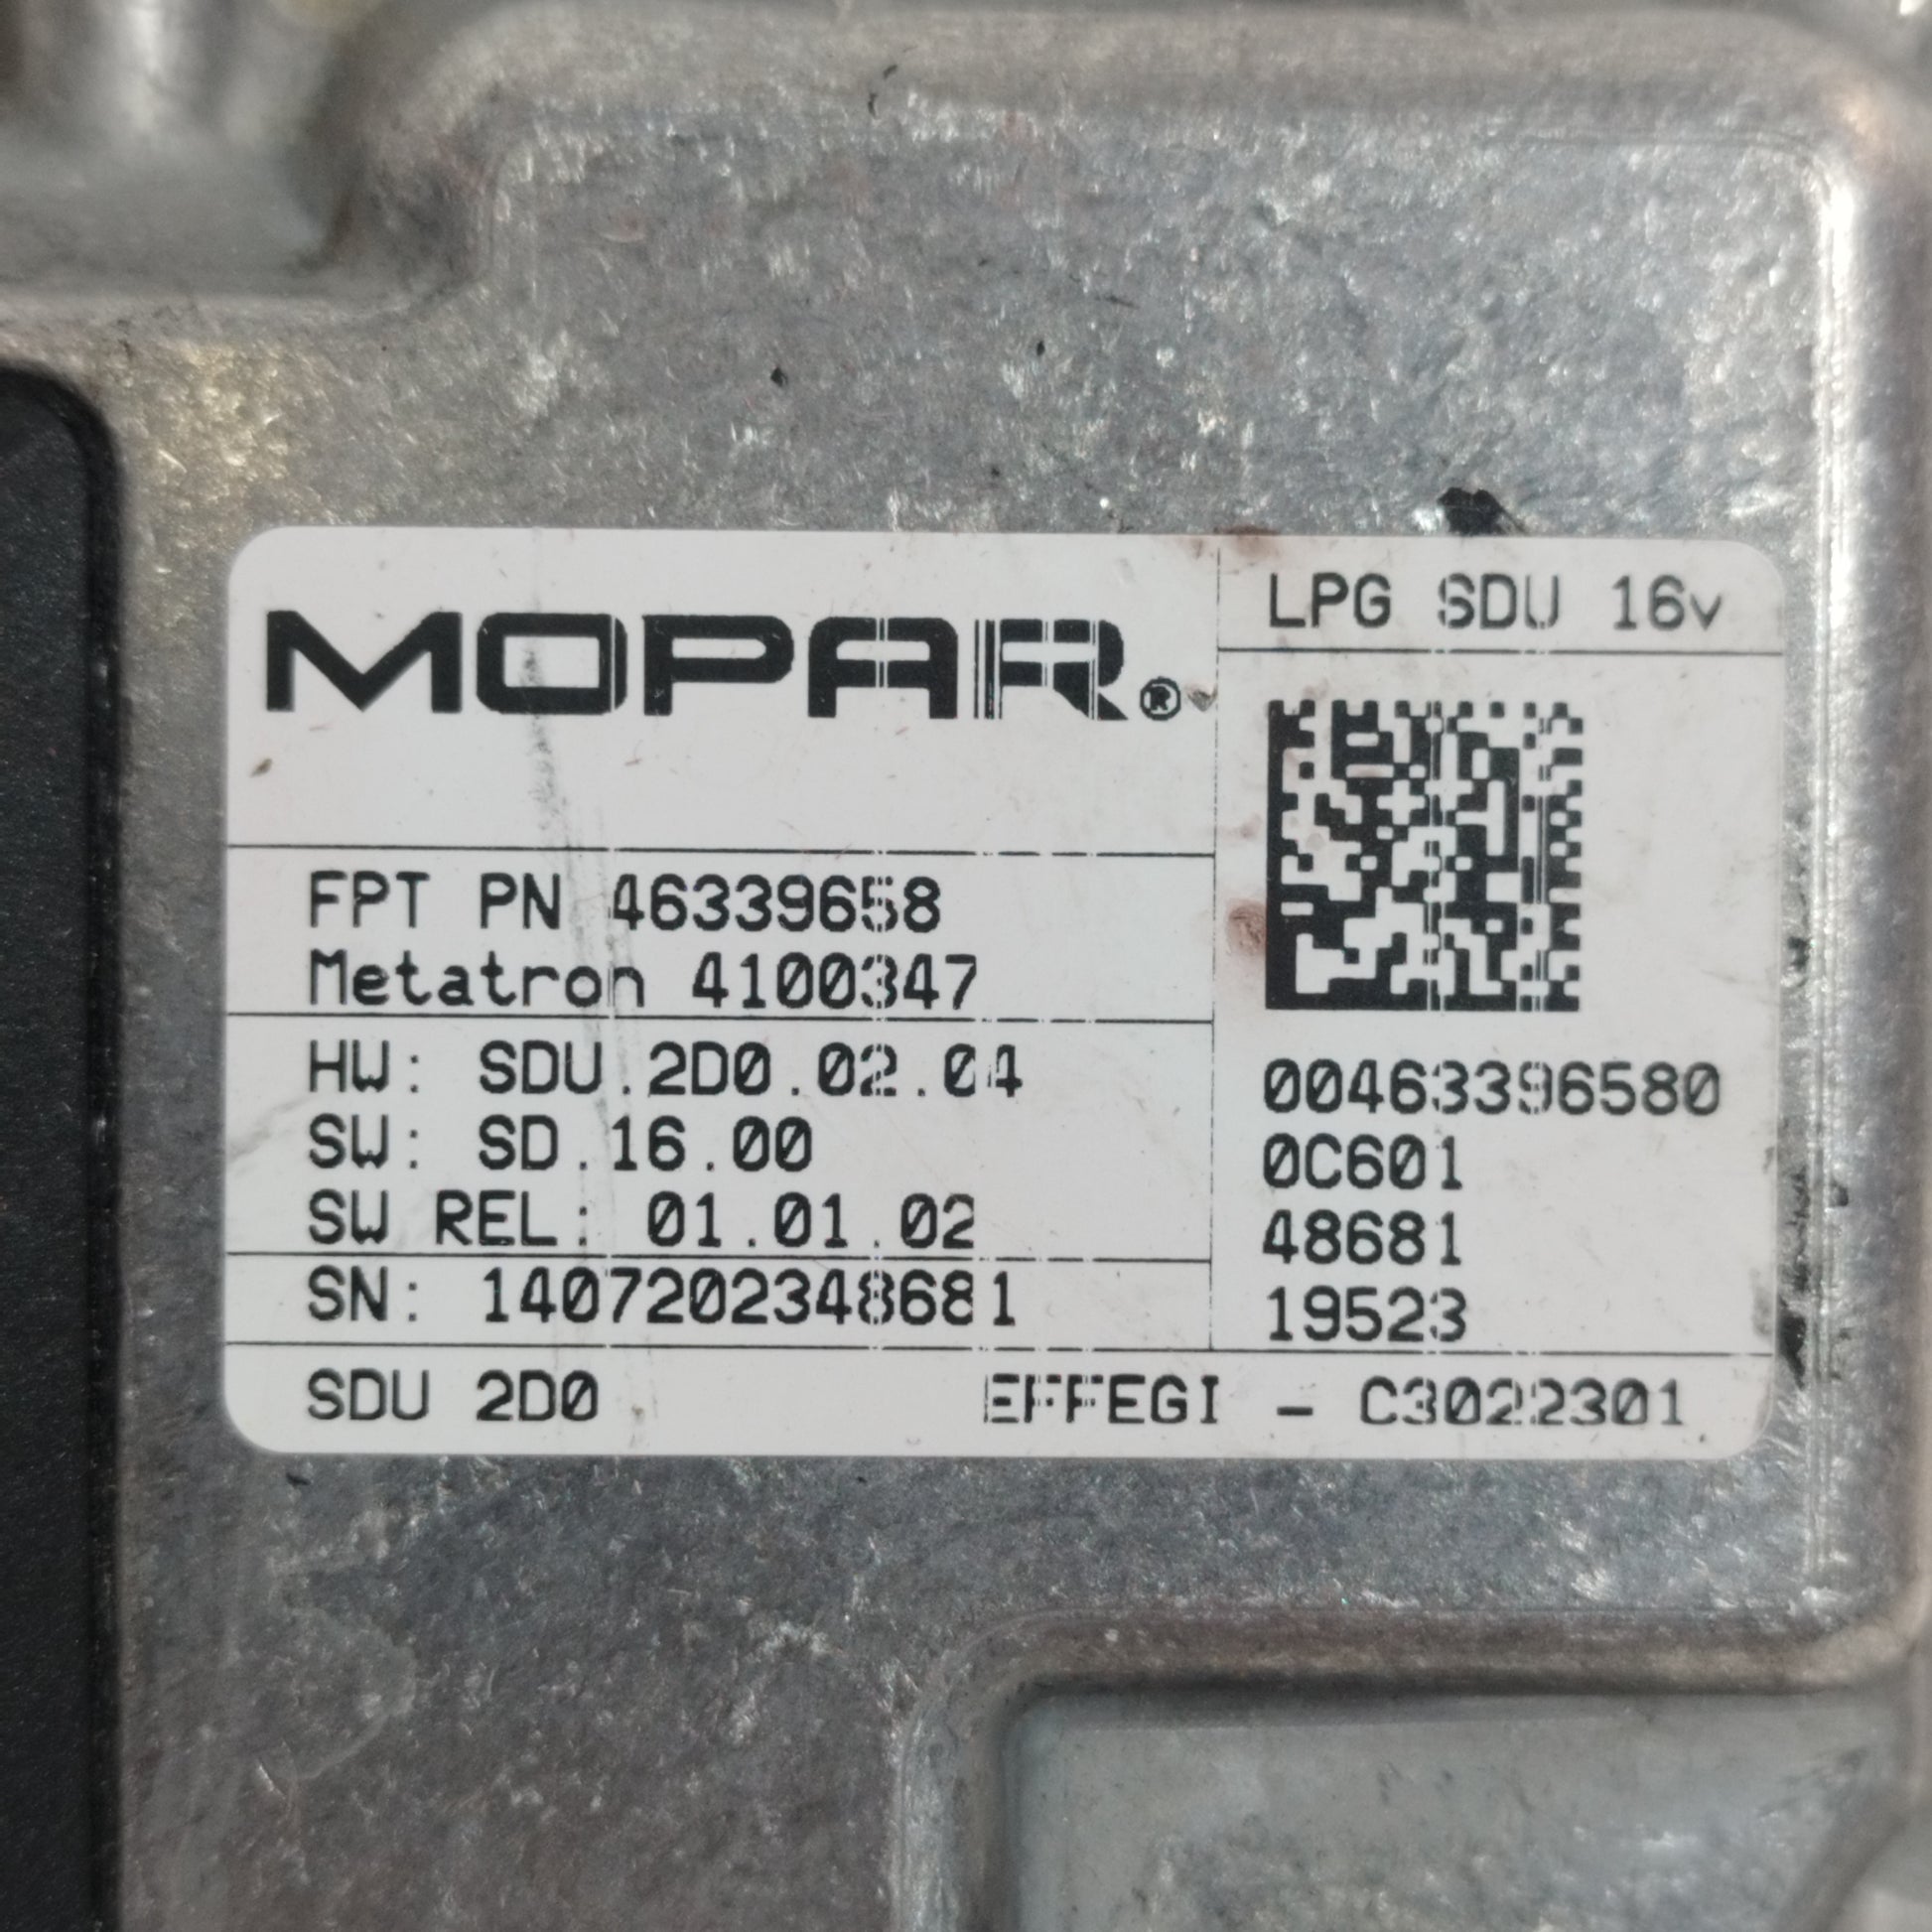 MOPAR®
LPG SDU 16v
FPT PN 46339658
Metatron 4100347
HW: SDU.2D0.02.04
SW: SD.16.00
SW REL: 01.01.02
SN: 1407202348681
00463396580
0C601
48681
19523
SDU 2D0
EFFEGI - C3022301